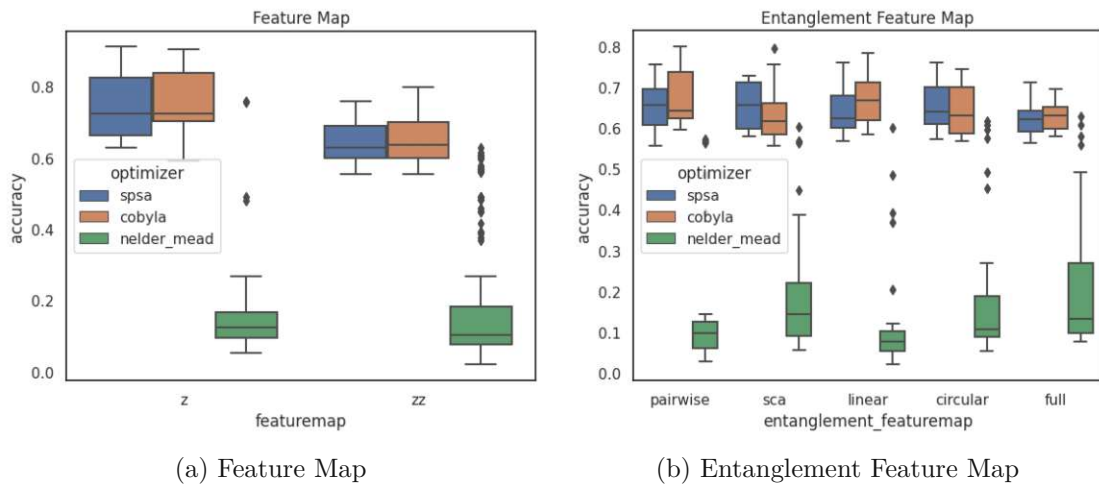 Feature Map
0.8
0.6
0.4
0.2
0.0
accuracy
optimizer
spsa
cobyla
nelder_mead
z
zz
featuremap
(a) Feature Map
Entanglement Feature Map
0.8
0.7
0.6
0.5
0.4
0.3
0.2
0.1
0.0
accuracy
optimizer
spsa
cobyla
nelder_mead
pairwise
sca
linear
circular
full
entanglement_featuremap
(b) Entanglement Feature Map